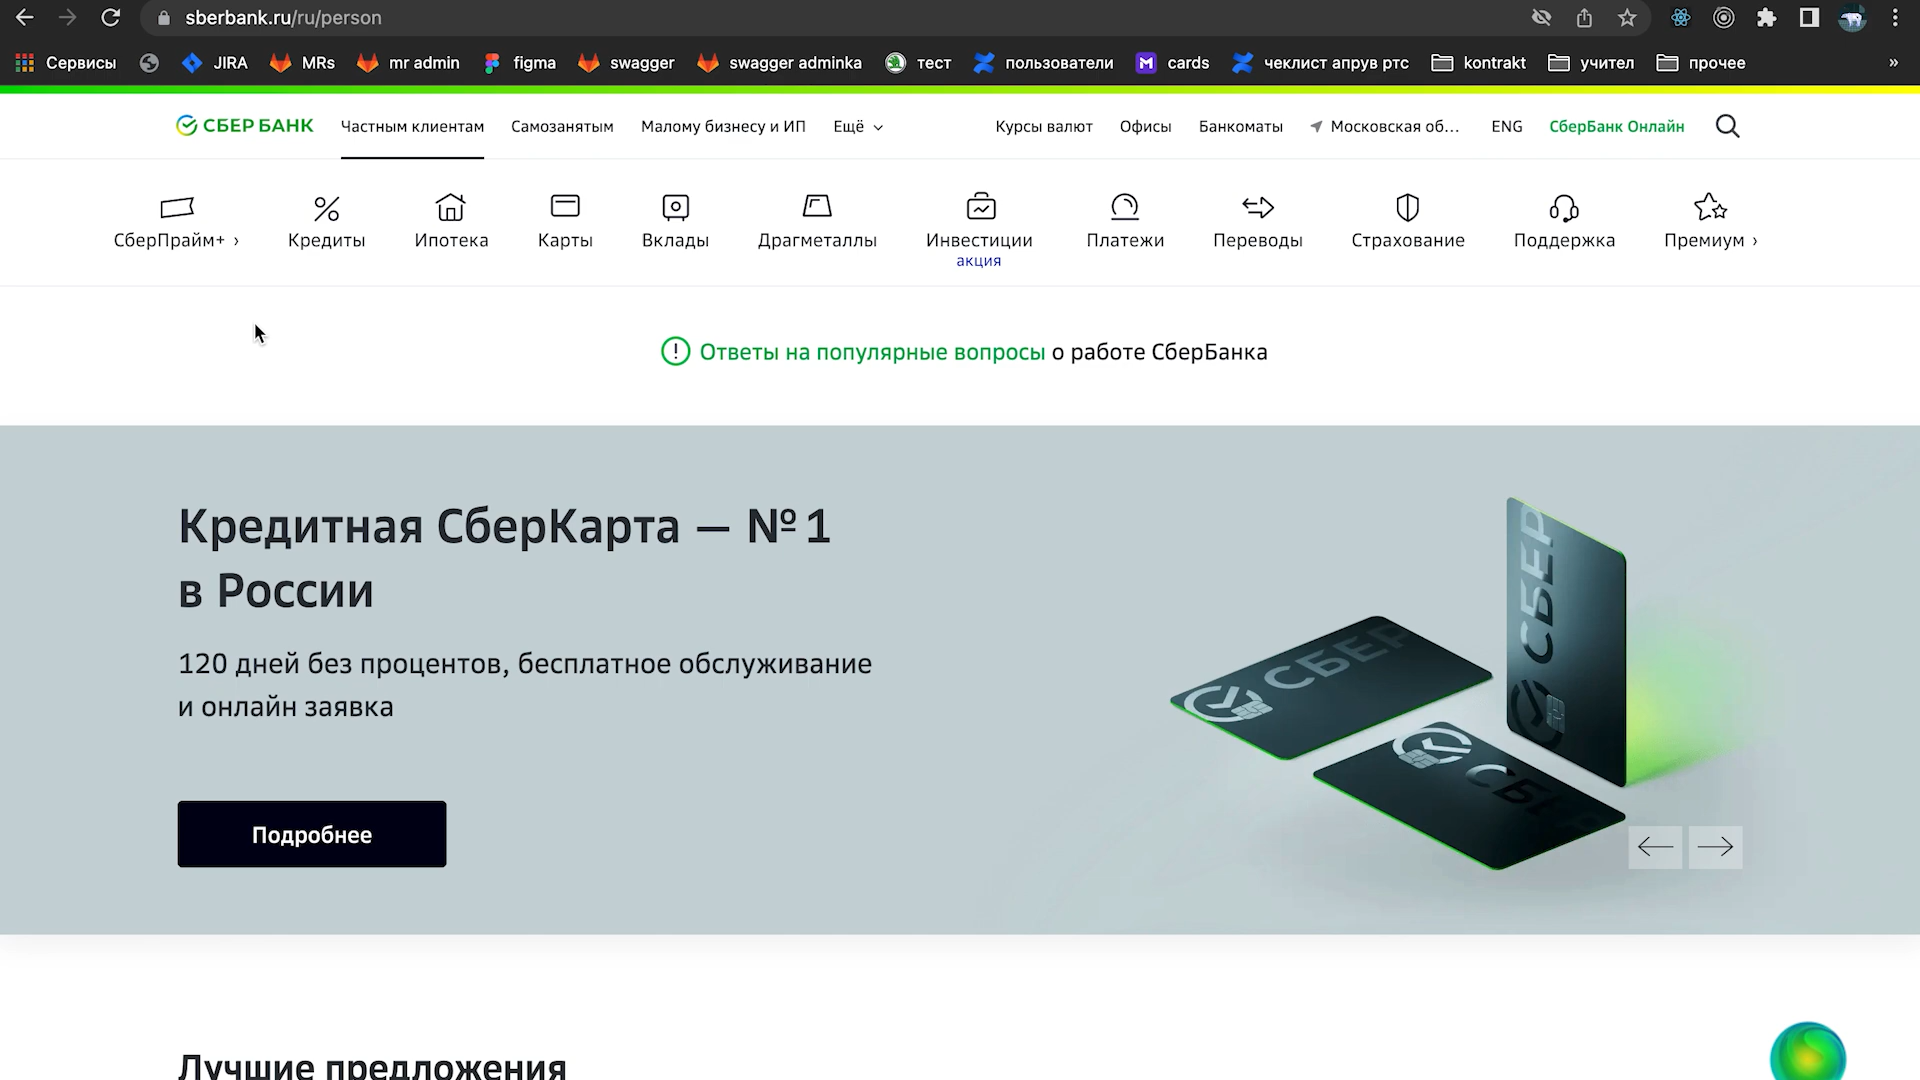 sberbank.ru/ru/person
Сервисы JIRA MRs mr admin figma swagger swagger adminka тест пользователи cards чеклист апрув ртс kontrakt учител прочее »
СБЕР БАНК Частным клиентам Самозанятым Малому бизнесу и ИП Ещё Курсы валют Офисы Банкоматы Московская об... ENG СберБанк Онлайн
СберПрайм+ › Кредиты Ипотека Карты Вклады Драгметаллы Инвестиции Платежи Переводы Страхование Поддержка Премиум ›
акция
Ответы на популярные вопросы о работе СберБанка
Кредитная СберКарта — № 1
в России
120 дней без процентов, бесплатное обслуживание
и онлайн заявка
Подробнее
СБЕР
СБЕР
СБЕР
Лучшие предложения